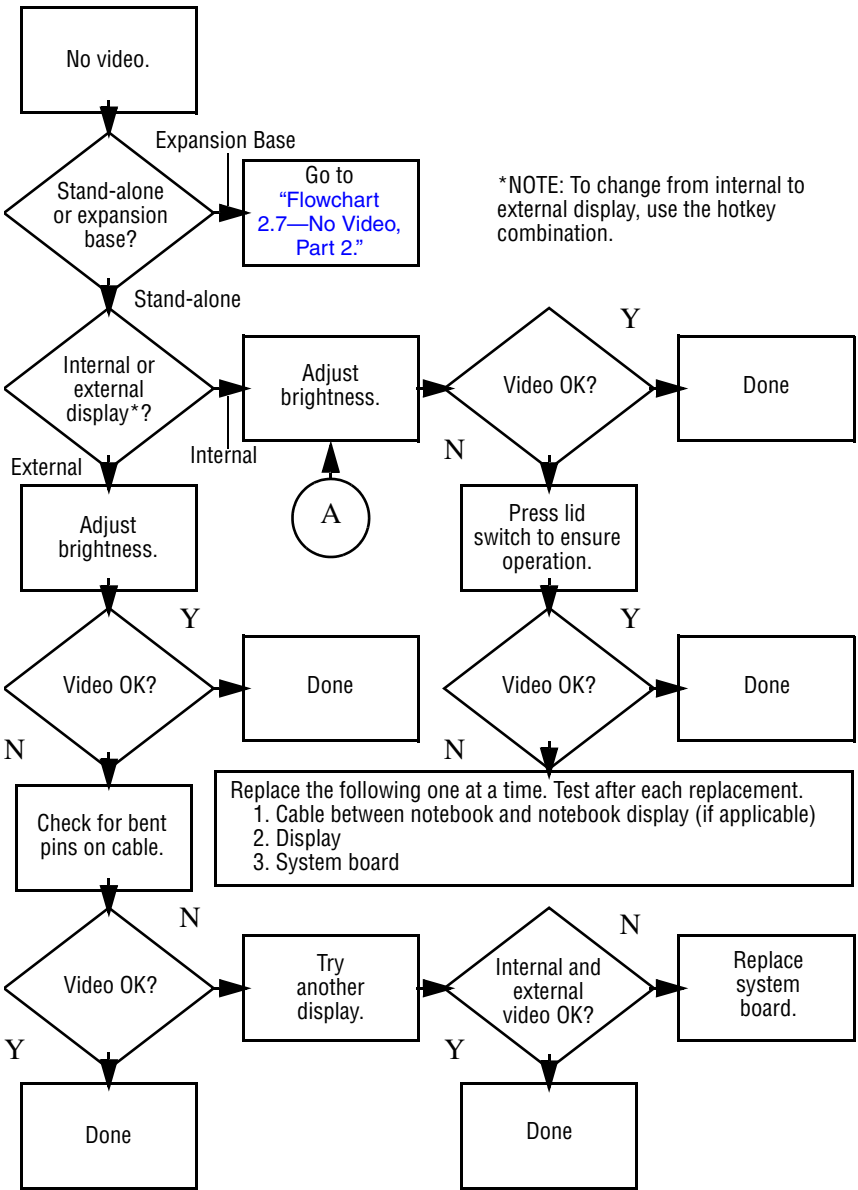 No video.
Expansion Base
Stand-alone
or expansion
base?
Go to
“Flowchart
2.7—No Video,
Part 2.”
*NOTE: To change from internal to
external display, use the hotkey
combination.
Stand-alone
Internal or
external
display*?
Internal
External
Adjust
brightness.
Video OK?
Y
N
Done
A
Adjust
brightness.
Press lid
switch to ensure
operation.
Video OK?
Y
N
Done
Video OK?
Y
N
Done
Check for bent
pins on cable.
Replace the following one at a time. Test after each replacement.
1. Cable between notebook and notebook display (if applicable)
2. Display
3. System board
Video OK?
N
Y
Try
another
display.
Internal and
external
video OK?
N
Y
Replace
system
board.
Done
Done